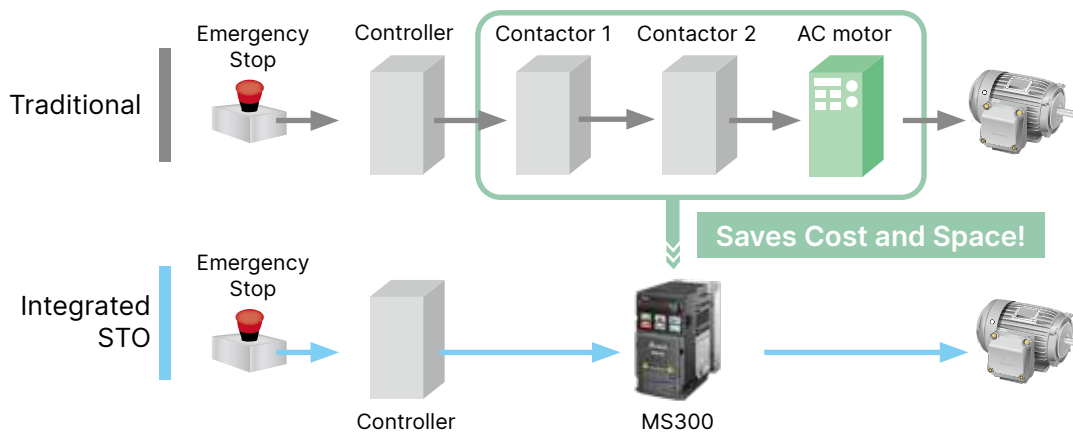 Traditional
Emergency
Stop
Controller
Contactor 1
Contactor 2
AC motor
Saves Cost and Space!
Integrated
STO
Emergency
Stop
Controller
MS300